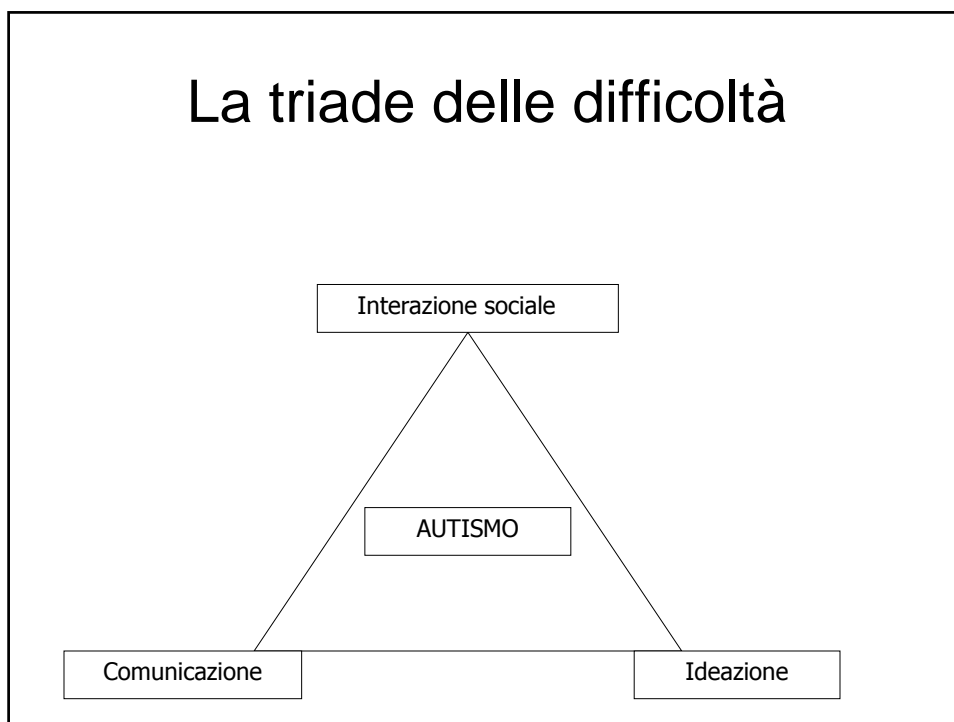 La triade delle difficoltà
Interazione sociale
AUTISMO
Comunicazione
Ideazione